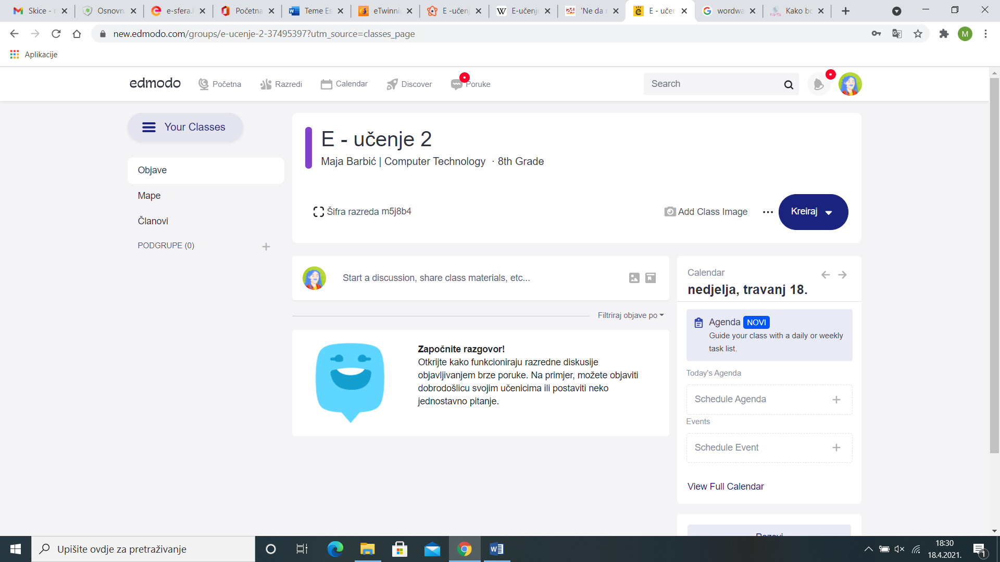 Skice - r
Osnovn
e-sfera.h
Početna
Teme Es
eTwinni
E -učenj
E-učenj
'Ne da r
E - učen
wordwa
Kako bo
new.edmodo.com/groups/e-ucenje-2-37495397?utm_source=classes_page
M
Aplikacije
edmodo
Početna
Razredi
Calendar
Discover
Poruke
Search
Your Classes
Objave
Mape
Članovi
PODGRUPE (0)
E - učenje 2
Maja Barbić | Computer Technology · 8th Grade
Šifra razreda m5j8b4
Add Class Image
Kreiraj
Start a discussion, share class materials, etc...
Filtriraj objave po
Započnite razgovor!
Otkrijte kako funkcioniraju razredne diskusije
objavljivanjem brze poruke. Na primjer, možete objaviti
dobrodošlicu svojim učenicima ili postaviti neko
jednostavno pitanje.
Calendar
nedjelja, travanj 18.
Agenda NOVI
Guide your class with a daily or weekly
task list.
Today's Agenda
Schedule Agenda
Events
Schedule Event
View Full Calendar
Upišite ovdje za pretraživanje
18:30
18.4.2021.
1